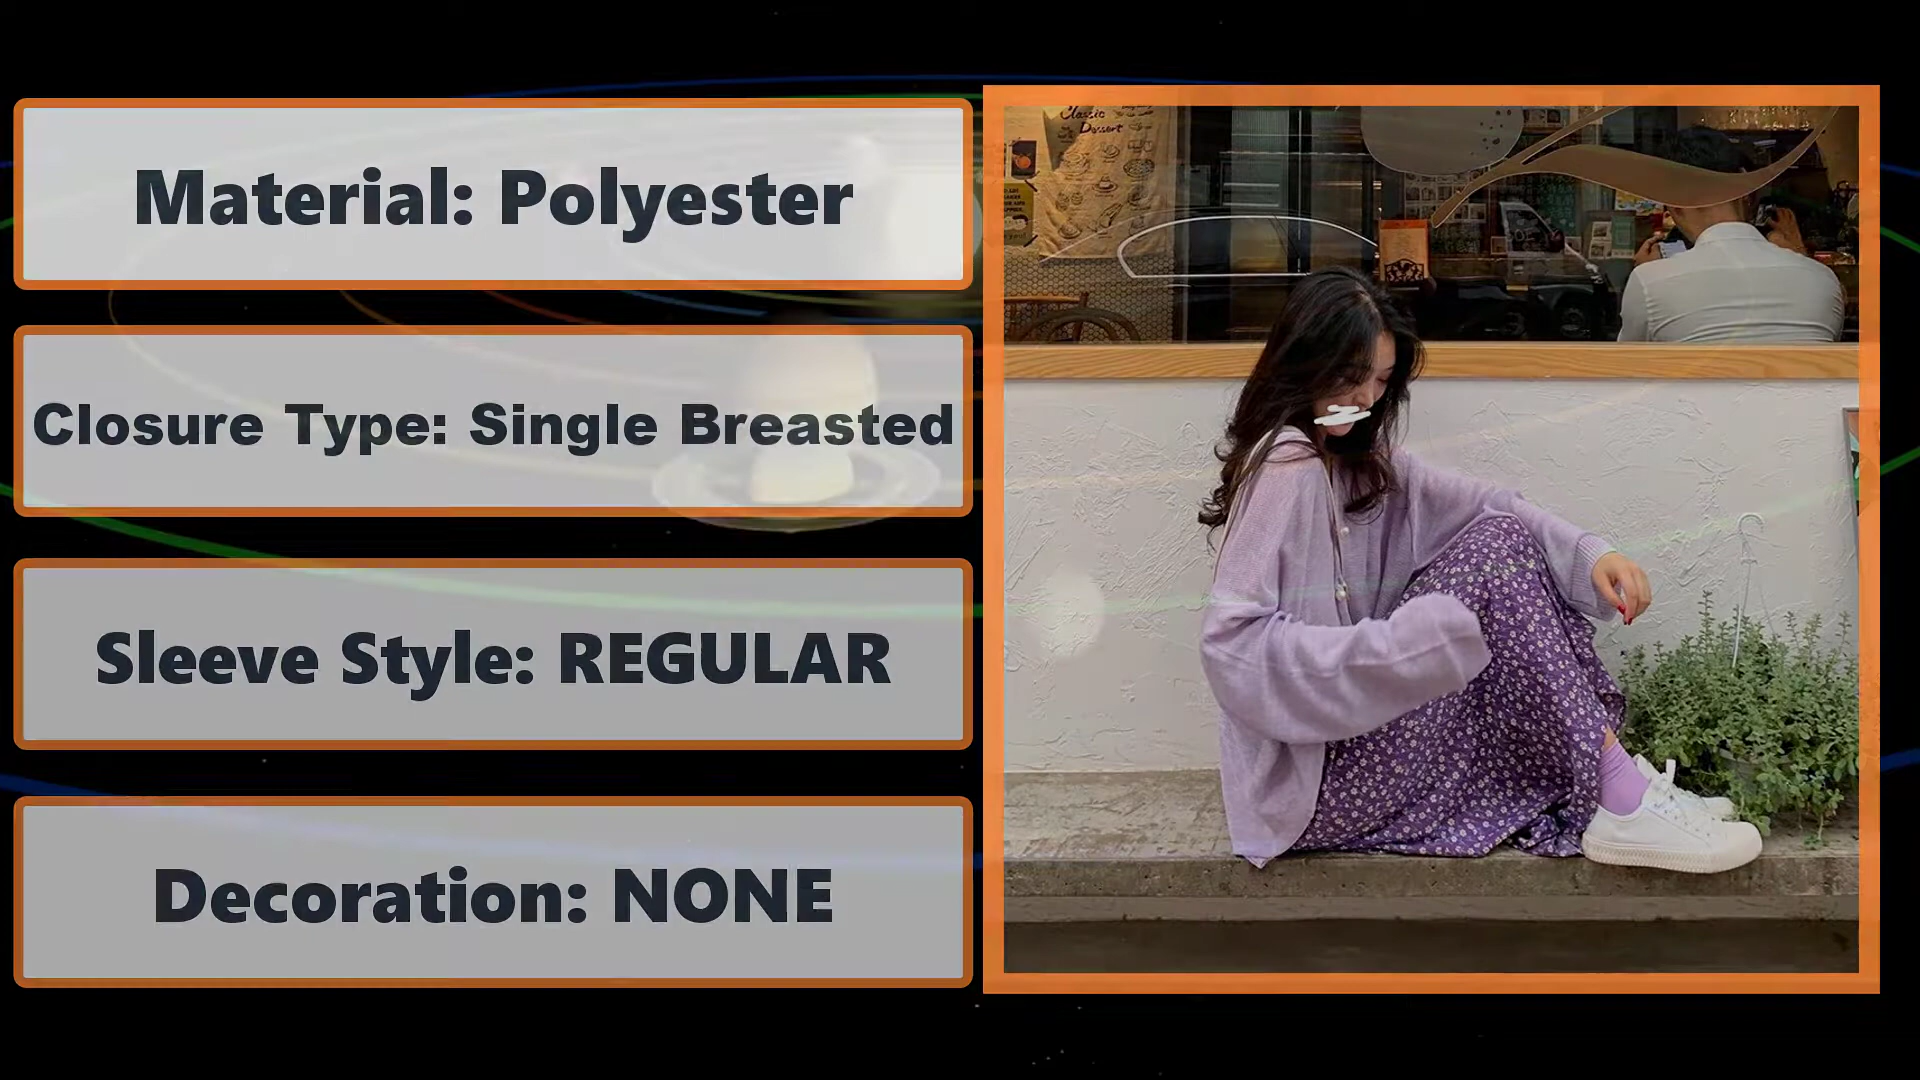 Material: Polyester
Closure Type: Single Breasted
Sleeve Style: REGULAR
Decoration: NONE
Classic
Dessert